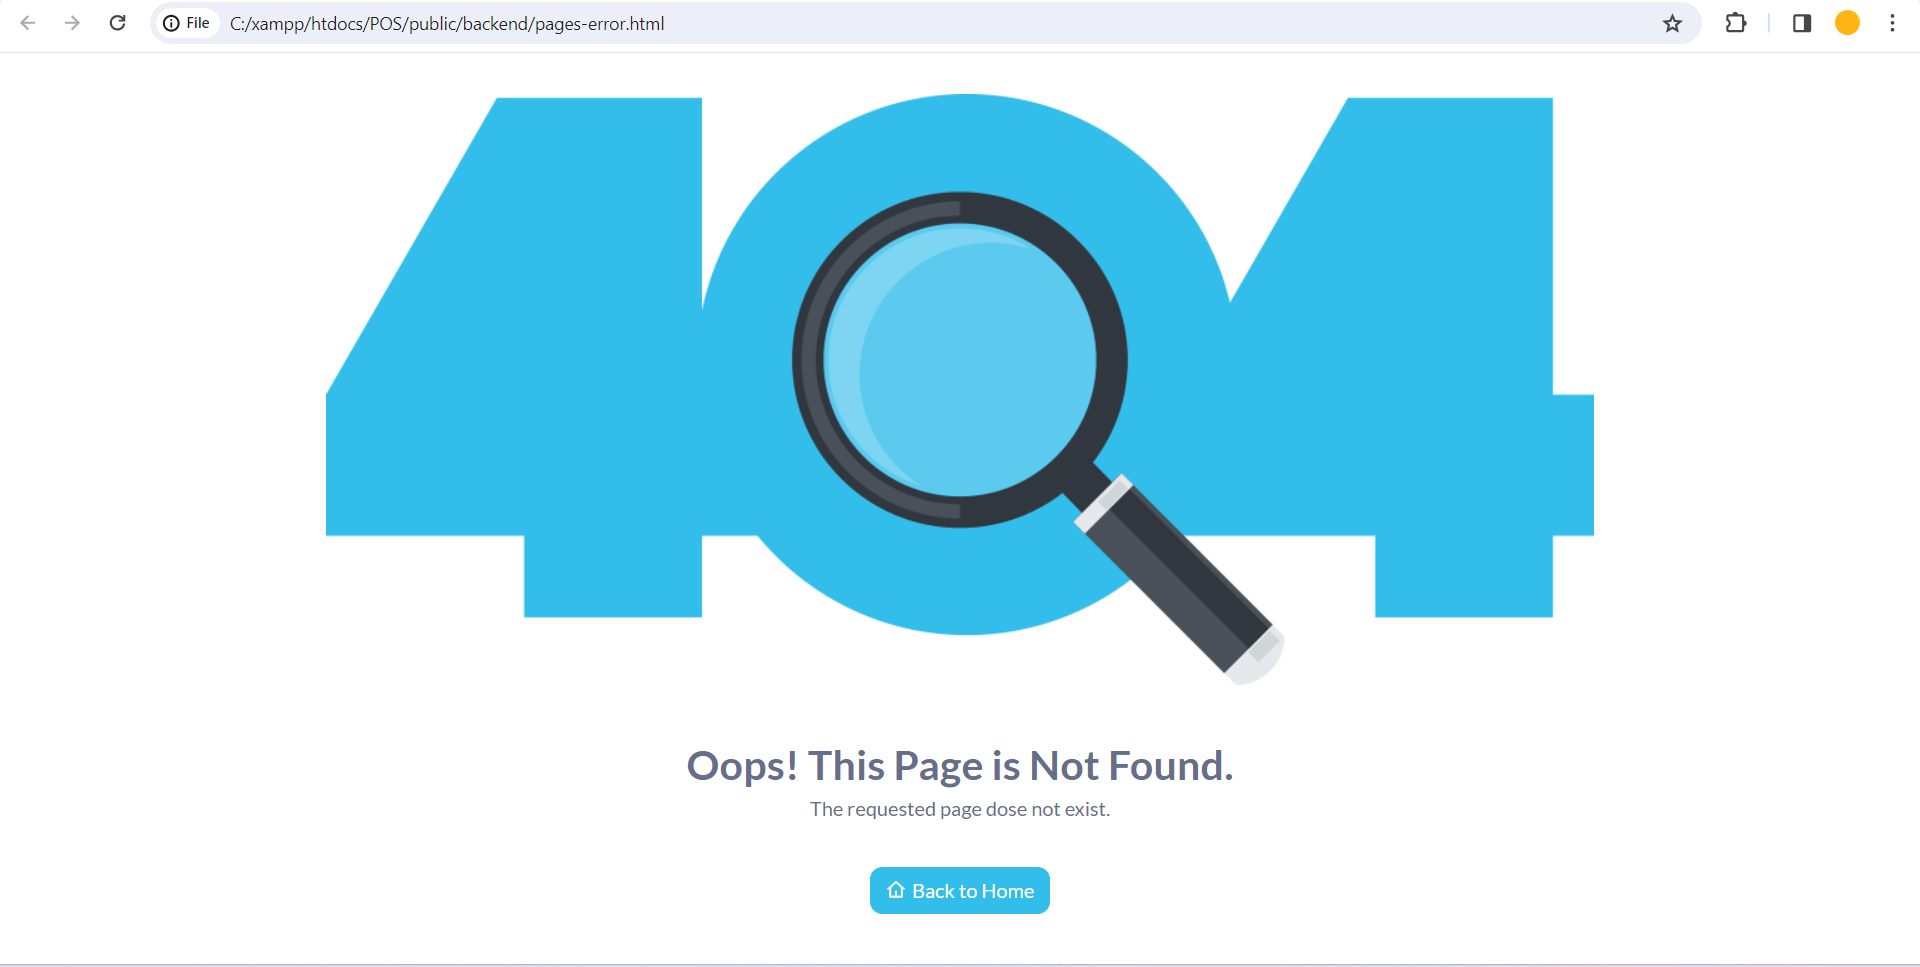 File C:/xampp/htdocs/POS/public/backend/pages-error.html
404
Oops! This Page is Not Found.
The requested page dose not exist.
Back to Home